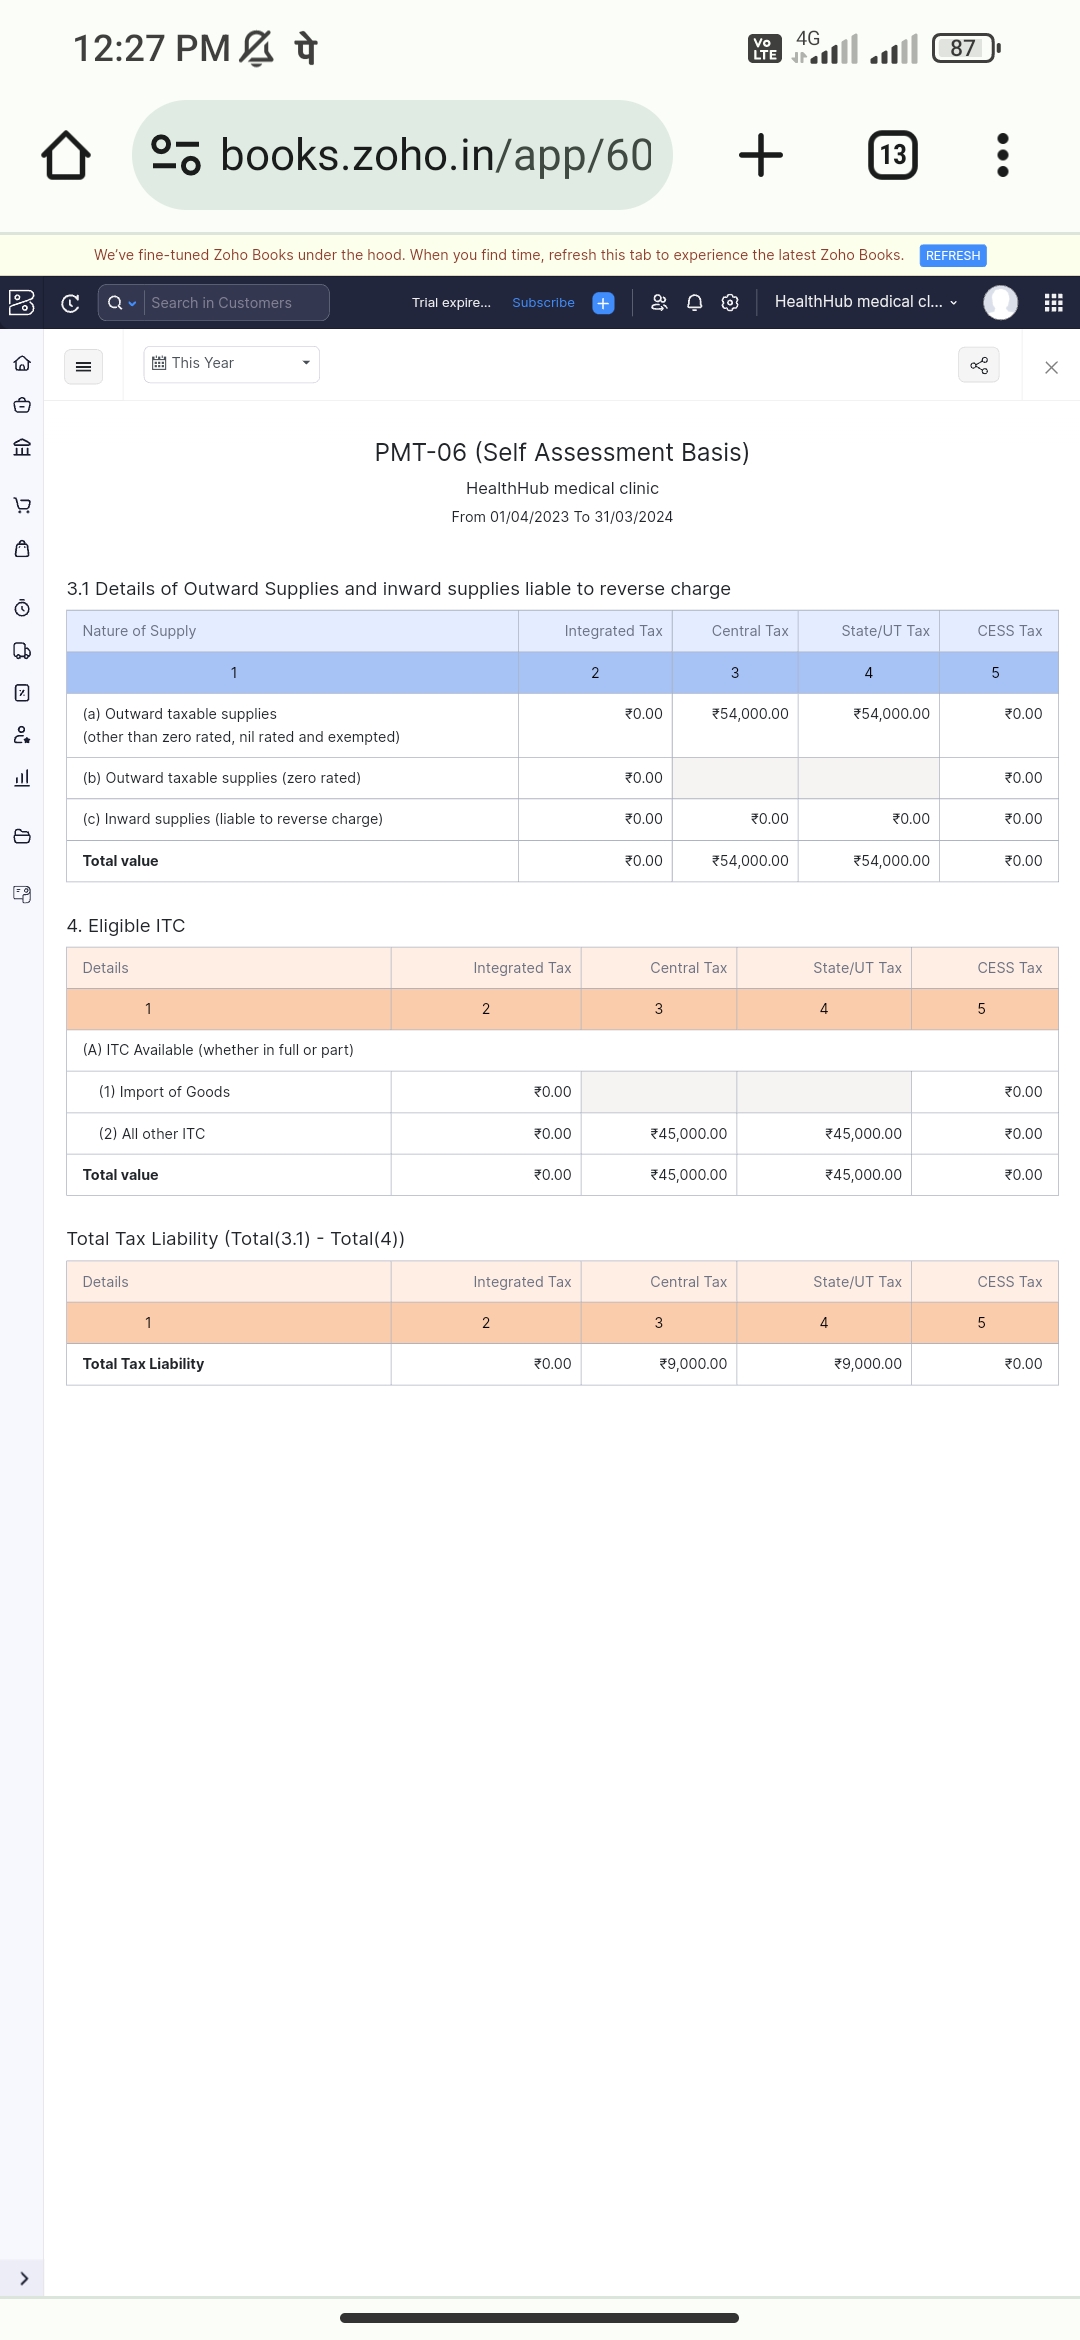 12:27 PM पे Vo LTE 4G 87
books.zoho.in/app/60 13
We've fine-tuned Zoho Books under the hood. When you find time, refresh this tab to experience the latest Zoho Books. REFRESH
Search in Customers Trial expire... Subscribe HealthHub medical cl...
This Year
PMT-06 (Self Assessment Basis)
HealthHub medical clinic
From 01/04/2023 To 31/03/2024
3.1 Details of Outward Supplies and inward supplies liable to reverse charge
Nature of Supply Integrated Tax Central Tax State/UT Tax CESS Tax
1 2 3 4 5
(a) Outward taxable supplies ₹0.00 ₹54,000.00 ₹54,000.00 ₹0.00
(other than zero rated, nil rated and exempted)
(b) Outward taxable supplies (zero rated) ₹0.00 ₹0.00
(c) Inward supplies (liable to reverse charge) ₹0.00 ₹0.00 ₹0.00 ₹0.00
Total value ₹0.00 ₹54,000.00 ₹54,000.00 ₹0.00
4. Eligible ITC
Details Integrated Tax Central Tax State/UT Tax CESS Tax
1 2 3 4 5
(A) ITC Available (whether in full or part)
(1) Import of Goods ₹0.00 ₹0.00
(2) All other ITC ₹0.00 ₹45,000.00 ₹45,000.00 ₹0.00
Total value ₹0.00 ₹45,000.00 ₹45,000.00 ₹0.00
Total Tax Liability (Total(3.1) - Total(4))
Details Integrated Tax Central Tax State/UT Tax CESS Tax
1 2 3 4 5
Total Tax Liability ₹0.00 ₹9,000.00 ₹9,000.00 ₹0.00